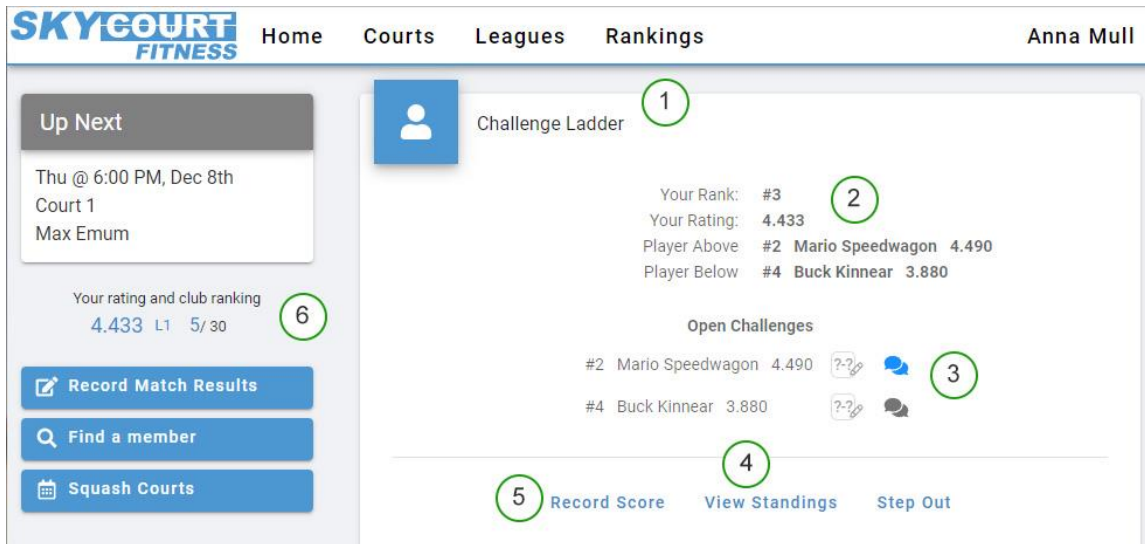 SKYCOURT
FITNESS
Home Courts Leagues Rankings Anna Mull
Up Next
Thu @ 6:00 PM, Dec 8th
Court 1
Max Emum
Your rating and club ranking
4.433 L1 5/ 30
6
Record Match Results
Find a member
Squash Courts
Challenge Ladder
1
Your Rank: #3
2
Your Rating: 4.433
Player Above #2 Mario Speedwagon 4.490
Player Below #4 Buck Kinnear 3.880
Open Challenges
#2 Mario Speedwagon 4.490 ?-?
3
#4 Buck Kinnear 3.880 ?-?
4
5 Record Score View Standings Step Out